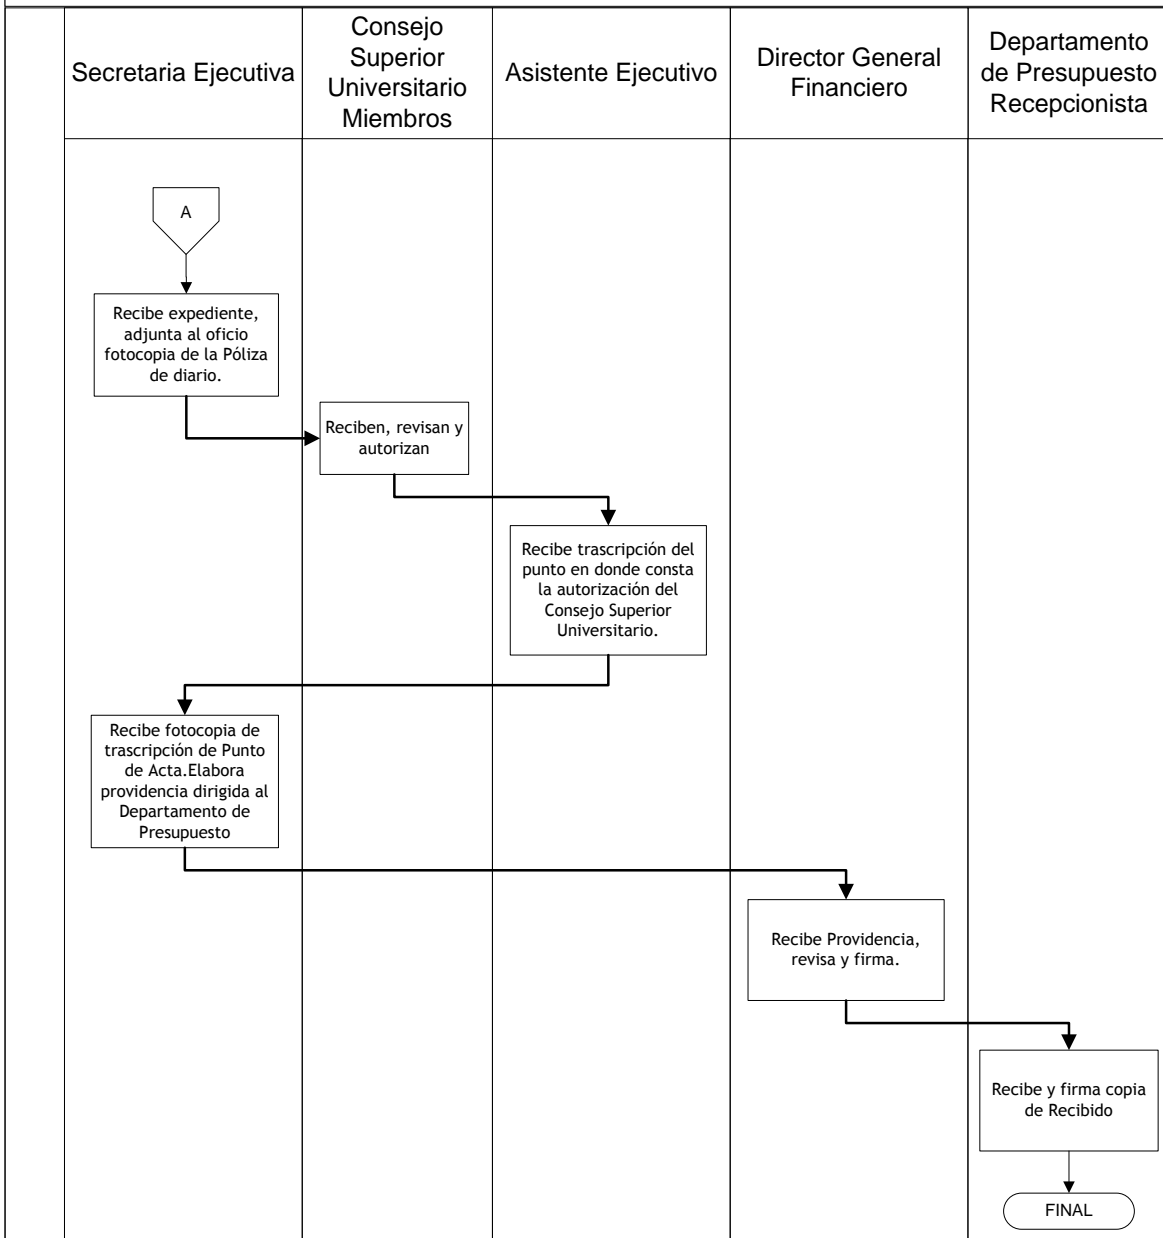 Secretaria Ejecutiva
Consejo
Superior
Universitario
Miembros
Asistente Ejecutivo
Director General
Financiero
Departamento
de Presupuesto
Recepcionista
A
Recibe expediente,
adjunta al oficio
fotocopia de la Póliza
de diario.
Reciben, revisan y
autorizan
Recibe trascripción del
punto en donde consta
la autorización del
Consejo Superior
Universitario.
Recibe fotocopia de
trascripción de Punto
de Acta.Elabora
providencia dirigida al
Departamento de
Presupuesto
Recibe Providencia,
revisa y firma.
Recibe y firma copia
de Recibido
FINAL